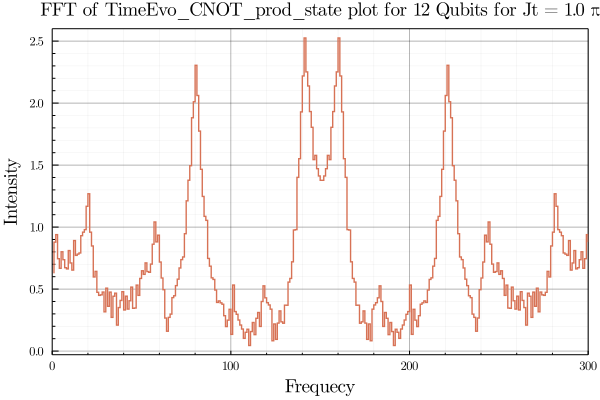 FFT of TimeEvo_CNOT_prod_state plot for 12 Qubits for Jt = 1.0 π
2.5
2.0
1.5
1.0
0.5
0.0
Intensity
0 100 200 300
Frequecy